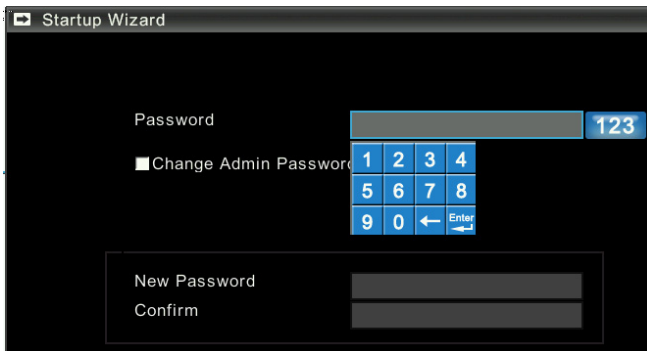 Startup Wizard
Password
123
Change Admin Password
1 2 3 4
5 6 7 8
9 0 ← Enter
New Password
Confirm